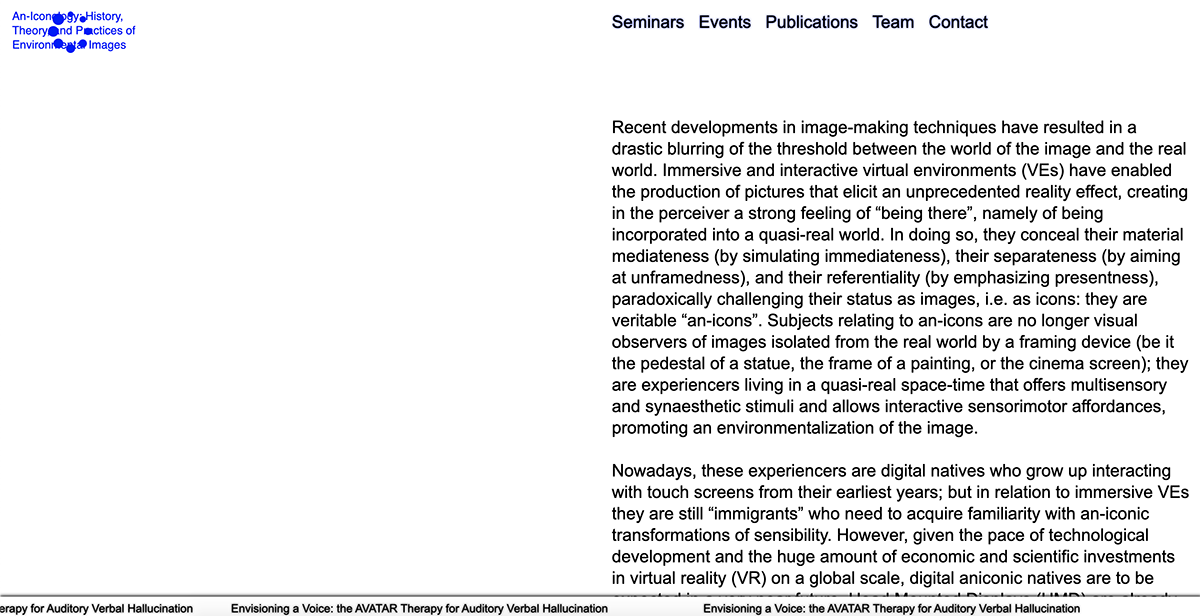 An-Iconology: History,
Theory, and Practices of
Environmental Images
Seminars Events Publications Team Contact
Recent developments in image-making techniques have resulted in a
drastic blurring of the threshold between the world of the image and the real
world. Immersive and interactive virtual environments (VEs) have enabled
the production of pictures that elicit an unprecedented reality effect, creating
in the perceiver a strong feeling of “being there”, namely of being
incorporated into a quasi-real world. In doing so, they conceal their material
mediateness (by simulating immediateness), their separateness (by aiming
at unframedness), and their referentiality (by emphasizing presentness),
paradoxically challenging their status as images, i.e. as icons: they are
veritable “an-icons”. Subjects relating to an-icons are no longer visual
observers of images isolated from the real world by a framing device (be it
the pedestal of a statue, the frame of a painting, or the cinema screen); they
are experiencers living in a quasi-real space-time that offers multisensory
and synaesthetic stimuli and allows interactive sensorimotor affordances,
promoting an environmentalization of the image.
Nowadays, these experiencers are digital natives who grow up interacting
with touch screens from their earliest years; but in relation to immersive VEs
they are still “immigrants” who need to acquire familiarity with an-iconic
transformations of sensibility. However, given the pace of technological
development and the huge amount of economic and scientific investments
in virtual reality (VR) on a global scale, digital aniconic natives are to be
erapy for Auditory Verbal Hallucination Envisioning a Voice: the AVATAR Therapy for Auditory Verbal Hallucination Envisioning a Voice: the AVATAR Therapy for Auditory Verbal Hallucination